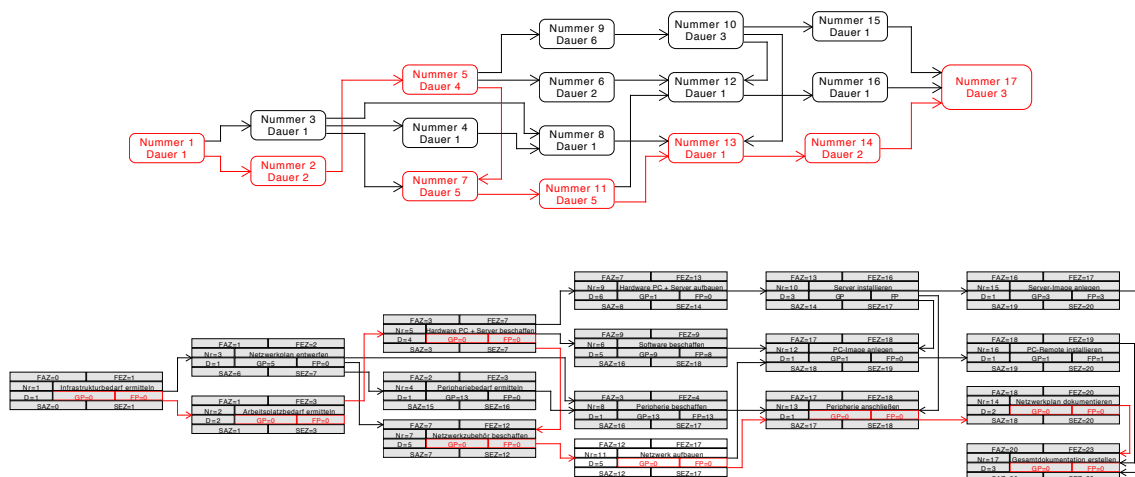 Nummer 9
Dauer 6
Nummer 10
Dauer 3
Nummer 15
Dauer 1
Nummer 5
Dauer 4
Nummer 6
Dauer 2
Nummer 12
Dauer 1
Nummer 16
Dauer 1
Nummer 17
Dauer 3
Nummer 3
Dauer 1
Nummer 4
Dauer 1
Nummer 8
Dauer 1
Nummer 1
Dauer 1
Nummer 2
Dauer 2
Nummer 13
Dauer 1
Nummer 14
Dauer 2
Nummer 7
Dauer 5
Nummer 11
Dauer 5
FAZ=7 FEZ=13
Nr=9 Hardware PC + Server aufbauen
D=6 GP=1 FP=0
SAZ=8 SEZ=14
FAZ=13 FEZ=16
Nr=10 Server installieren
D=3 GP FP
SAZ=14 SEZ=17
FAZ=16 FEZ=17
Nr=15 Server-Image anlegen
D=1 GP=3 FP=3
SAZ=19 SEZ=20
FAZ=3 FEZ=7
Nr=5 Hardware PC + Server beschaffen
D=4 GP=0 FP=0
SAZ=3 SEZ=7
FAZ=9 FEZ=9
Nr=6 Software beschaffen
D=5 GP=9 FP=8
SAZ=16 SEZ=18
FAZ=17 FEZ=18
Nr=12 PC-Image anlegen
D=1 GP=1 FP=0
SAZ=18 SEZ=19
FAZ=18 FEZ=19
Nr=16 PC-Remote installieren
D=1 GP=1 FP=1
SAZ=19 SEZ=20
FAZ=1 FEZ=2
Nr=3 Netzwerkplan entwerfen
D=1 GP=5 FP=0
SAZ=6 SEZ=7
FAZ=0 FEZ=1
Nr=1 Infrastrukturbedarf ermitteln
D=1 GP=0 FP=0
SAZ=0 SEZ=1
FAZ=1 FEZ=3
Nr=2 Arbeitsplatzbedarf ermitteln
D=2 GP=0 FP=0
SAZ=1 SEZ=3
FAZ=2 FEZ=3
Nr=4 Peripheriebedarf ermitteln
D=1 GP=13 FP=0
SAZ=15 SEZ=16
FAZ=3 FEZ=4
Nr=8 Peripherie beschaffen
D=1 GP=13 FP=13
SAZ=16 SEZ=17
FAZ=17 FEZ=18
Nr=13 Peripherie anschließen
D=1 GP=0 FP=0
SAZ=17 SEZ=18
FAZ=18 FEZ=20
Nr=14 Netzwerkplan dokumentieren
D=2 GP=0 FP=0
SAZ=18 SEZ=20
FAZ=7 FEZ=12
Nr=7 Netzwerkzubehör beschaffen
D=5 GP=0 FP=0
SAZ=7 SEZ=12
FAZ=12 FEZ=17
Nr=11 Netzwerk aufbauen
D=5 GP=0 FP=0
SAZ=12 SEZ=17
FAZ=20 FEZ=23
Nr=17 Gesamtdokumentation erstellen
D=3 GP=0 FP=0